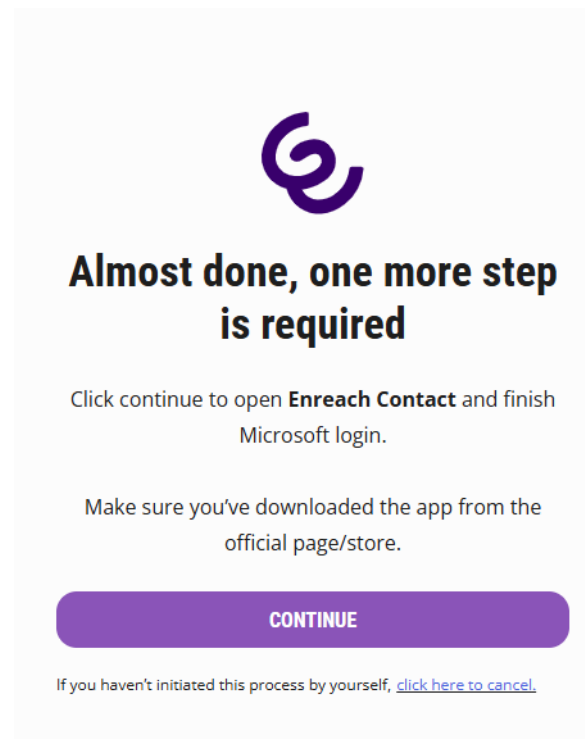 Almost done, one more step
is required
Click continue to open Enreach Contact and finish
Microsoft login.
Make sure you've downloaded the app from the
official page/store.
CONTINUE
If you haven't initiated this process by yourself, click here to cancel.